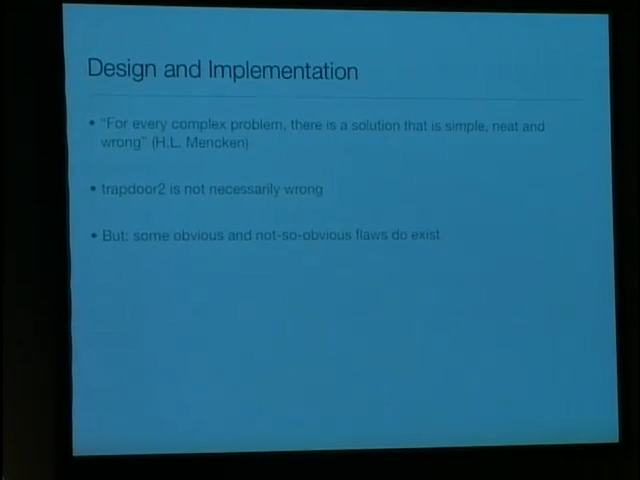 Design and Implementation
• "For every complex problem, there is a solution that is simple, neat and
wrong" (H.L. Mencken)
• trapdoor2 is not necessarily wrong
• But: some obvious and not-so-obvious flaws do exist